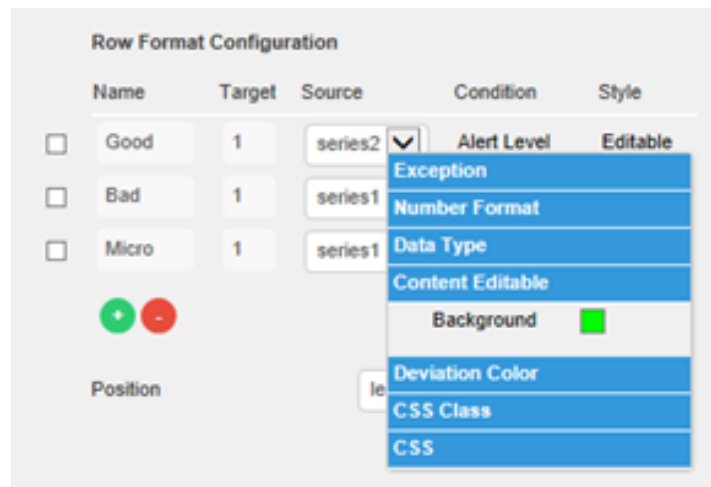 Row Format Configuration
Name Target Source Condition Style
Good 1 series2 Alert Level Editable
Bad 1 series1
Micro 1 series1
Exception
Number Format
Data Type
Content Editable
Background
Deviation Color
CSS Class
CSS
+ -
Position le